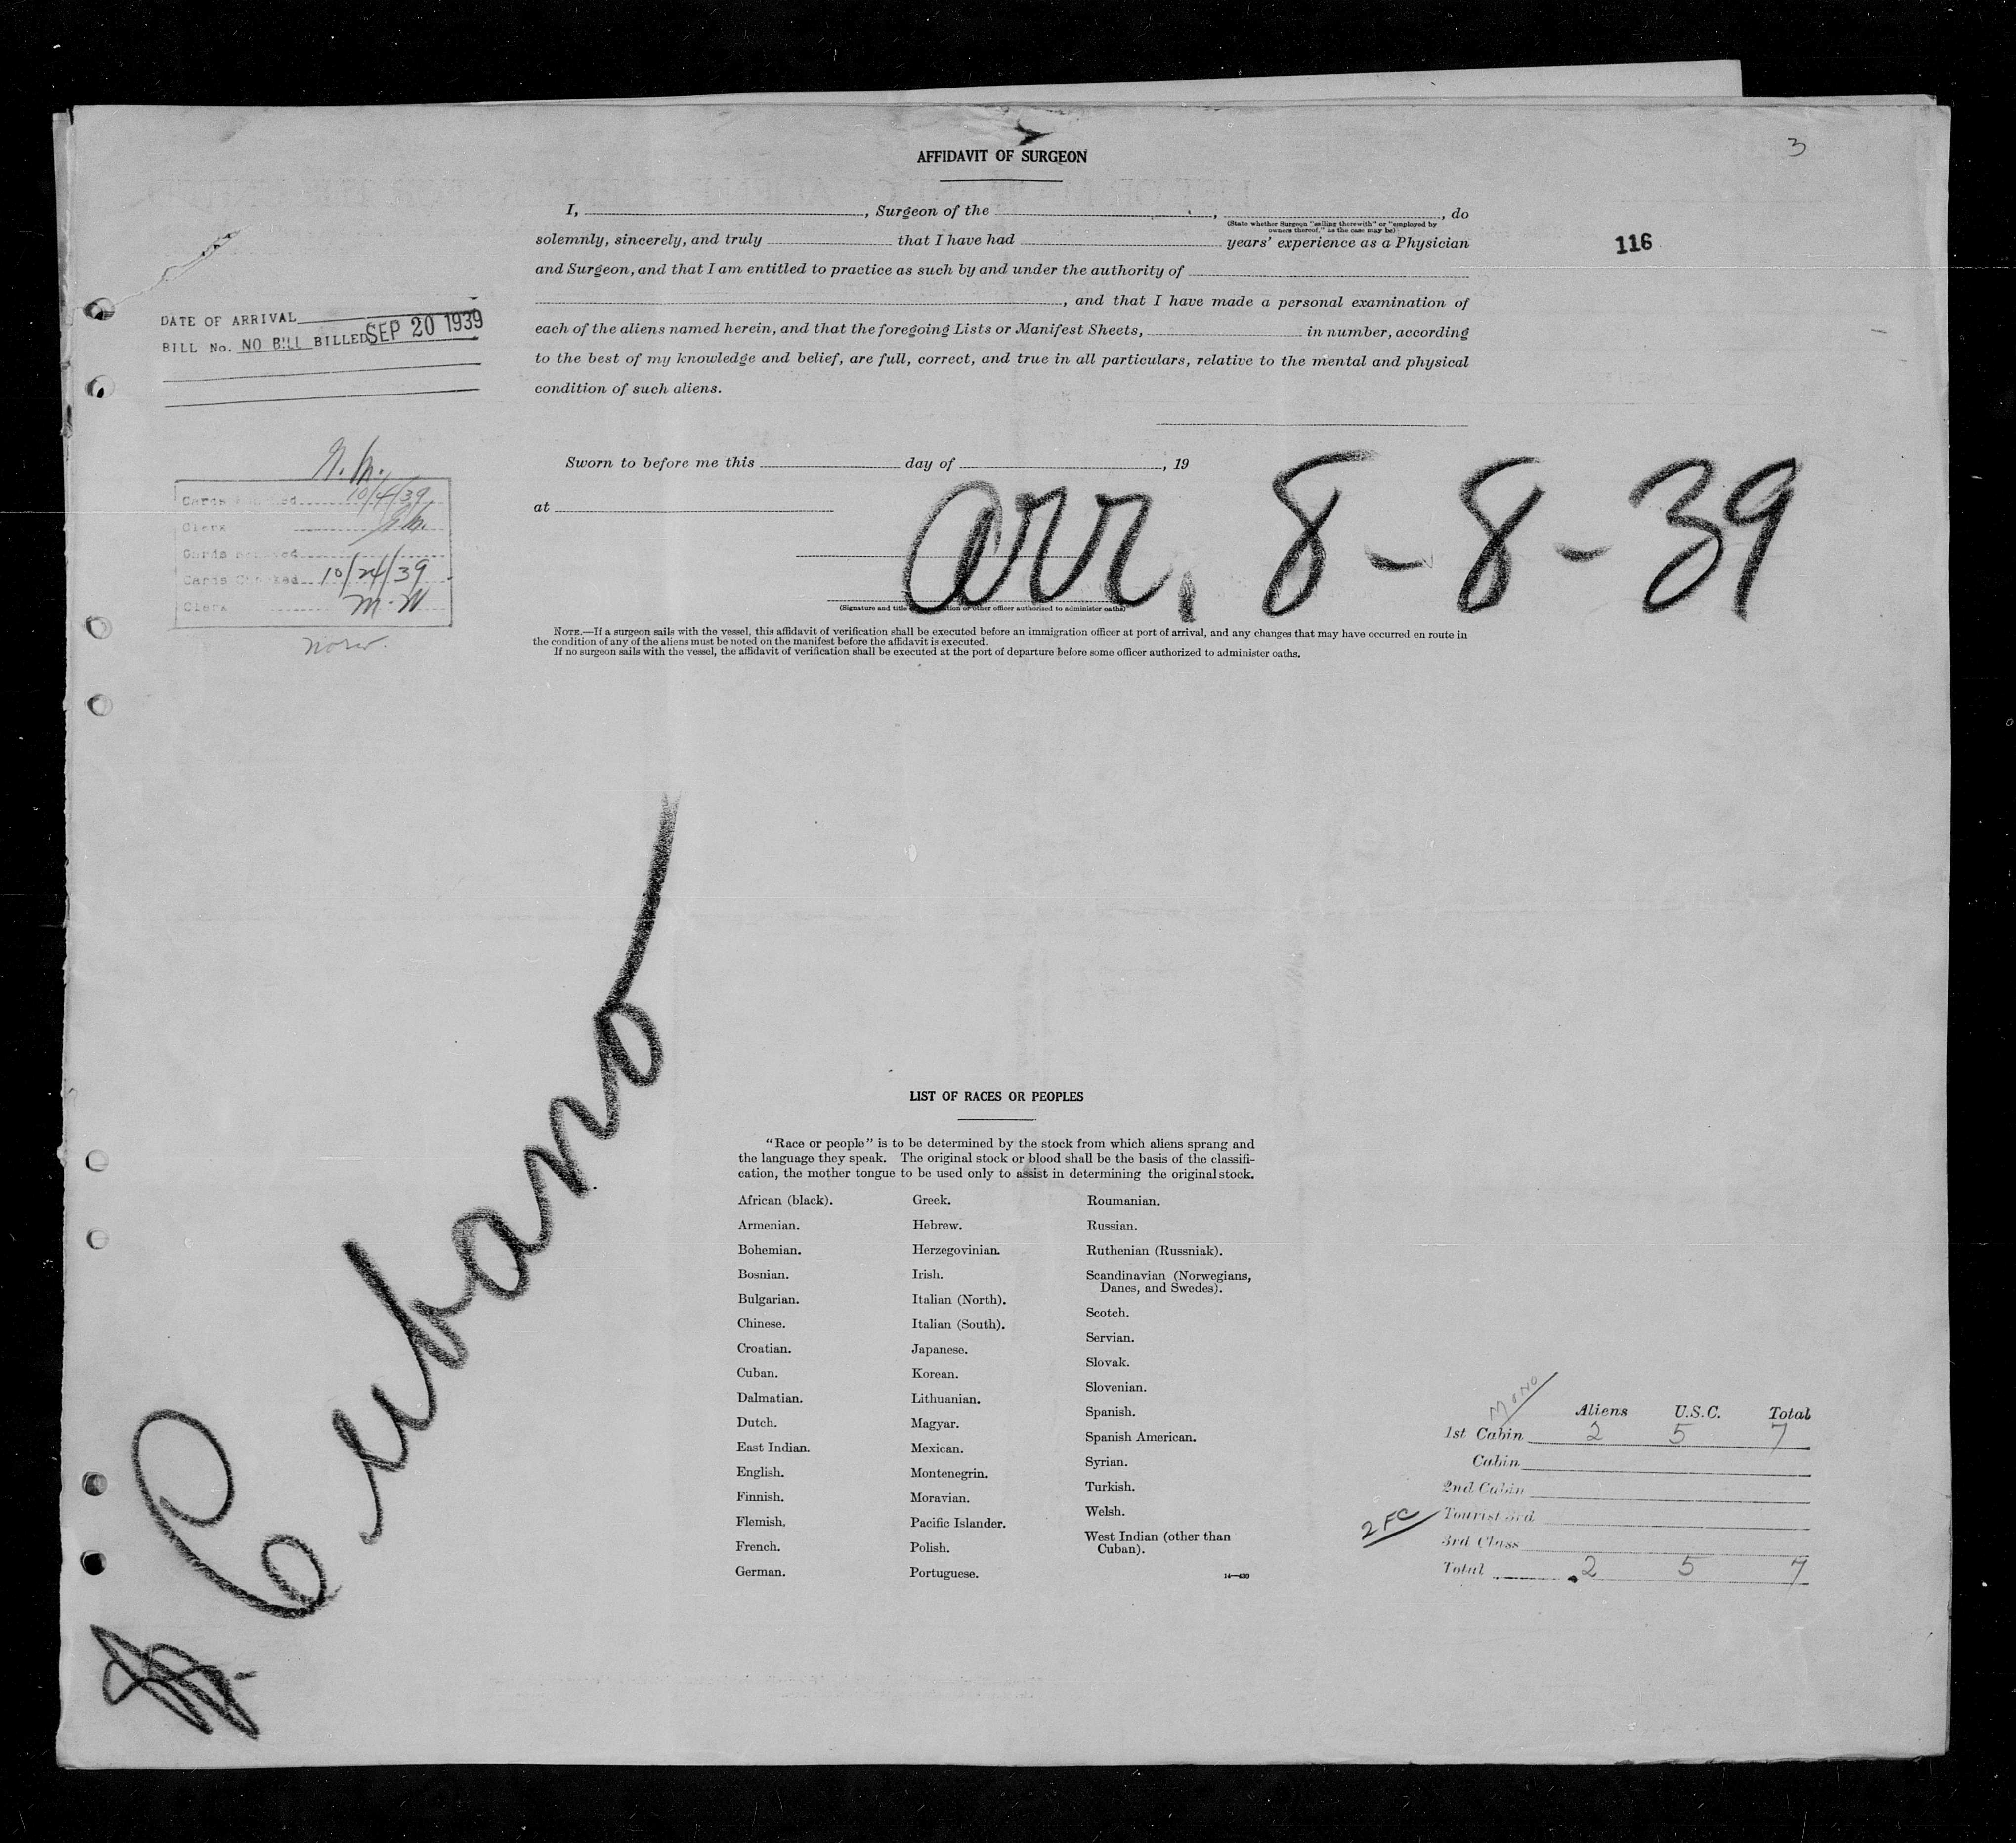 3
AFFIDAVIT OF SURGEON
I, , Surgeon of the , , do
(State whether Surgeon "sailing therewith" or "employed by
owners thereof," as the case may be)
solemnly, sincerely, and truly that I have had years' experience as a Physician
116
and Surgeon, and that I am entitled to practice as such by and under the authority of
, and that I have made a personal examination of
each of the aliens named herein, and that the foregoing Lists or Manifest Sheets, in number, according
to the best of my knowledge and belief, are full, correct, and true in all particulars, relative to the mental and physical
condition of such aliens.
DATE OF ARRIVAL
BILL No. NO BILL BILLED SEP 20 1939
Sworn to before me this day of , 19
at
arr. 8-8-39
(Signature and title or other officer authorized to administer oaths)
Cards 10/4/39
Clerk
Cards
Cards Checked 10/24/39
Clerk M.W
NOTE.—If a surgeon sails with the vessel, this affidavit of verification shall be executed before an immigration officer at port of arrival, and any changes that may have occurred en route in
the condition of any of the aliens must be noted on the manifest before the affidavit is executed.
If no surgeon sails with the vessel, the affidavit of verification shall be executed at the port of departure before some officer authorized to administer oaths.
Cubano
LIST OF RACES OR PEOPLES
"Race or people" is to be determined by the stock from which aliens sprang and
the language they speak. The original stock or blood shall be the basis of the classifi-
cation, the mother tongue to be used only to assist in determining the original stock.
African (black).
Armenian.
Bohemian.
Bosnian.
Bulgarian.
Chinese.
Croatian.
Cuban.
Dalmatian.
Dutch.
East Indian.
English.
Finnish.
Flemish.
French.
German.
Greek.
Hebrew.
Herzegovinian.
Irish.
Italian (North).
Italian (South).
Japanese.
Korean.
Lithuanian.
Magyar.
Mexican.
Montenegrin.
Moravian.
Pacific Islander.
Polish.
Portuguese.
Roumanian.
Russian.
Ruthenian (Russniak).
Scandinavian (Norwegians,
Danes, and Swedes).
Scotch.
Servian.
Slovak.
Slovenian.
Spanish.
Spanish American.
Syrian.
Turkish.
Welsh.
West Indian (other than
Cuban).
14—430
Aliens U.S.C. Total
1st Cabin 2 5 7
Cabin
2nd Cabin
2 FC Tourist 3rd
3rd Class
Total 2 5 7